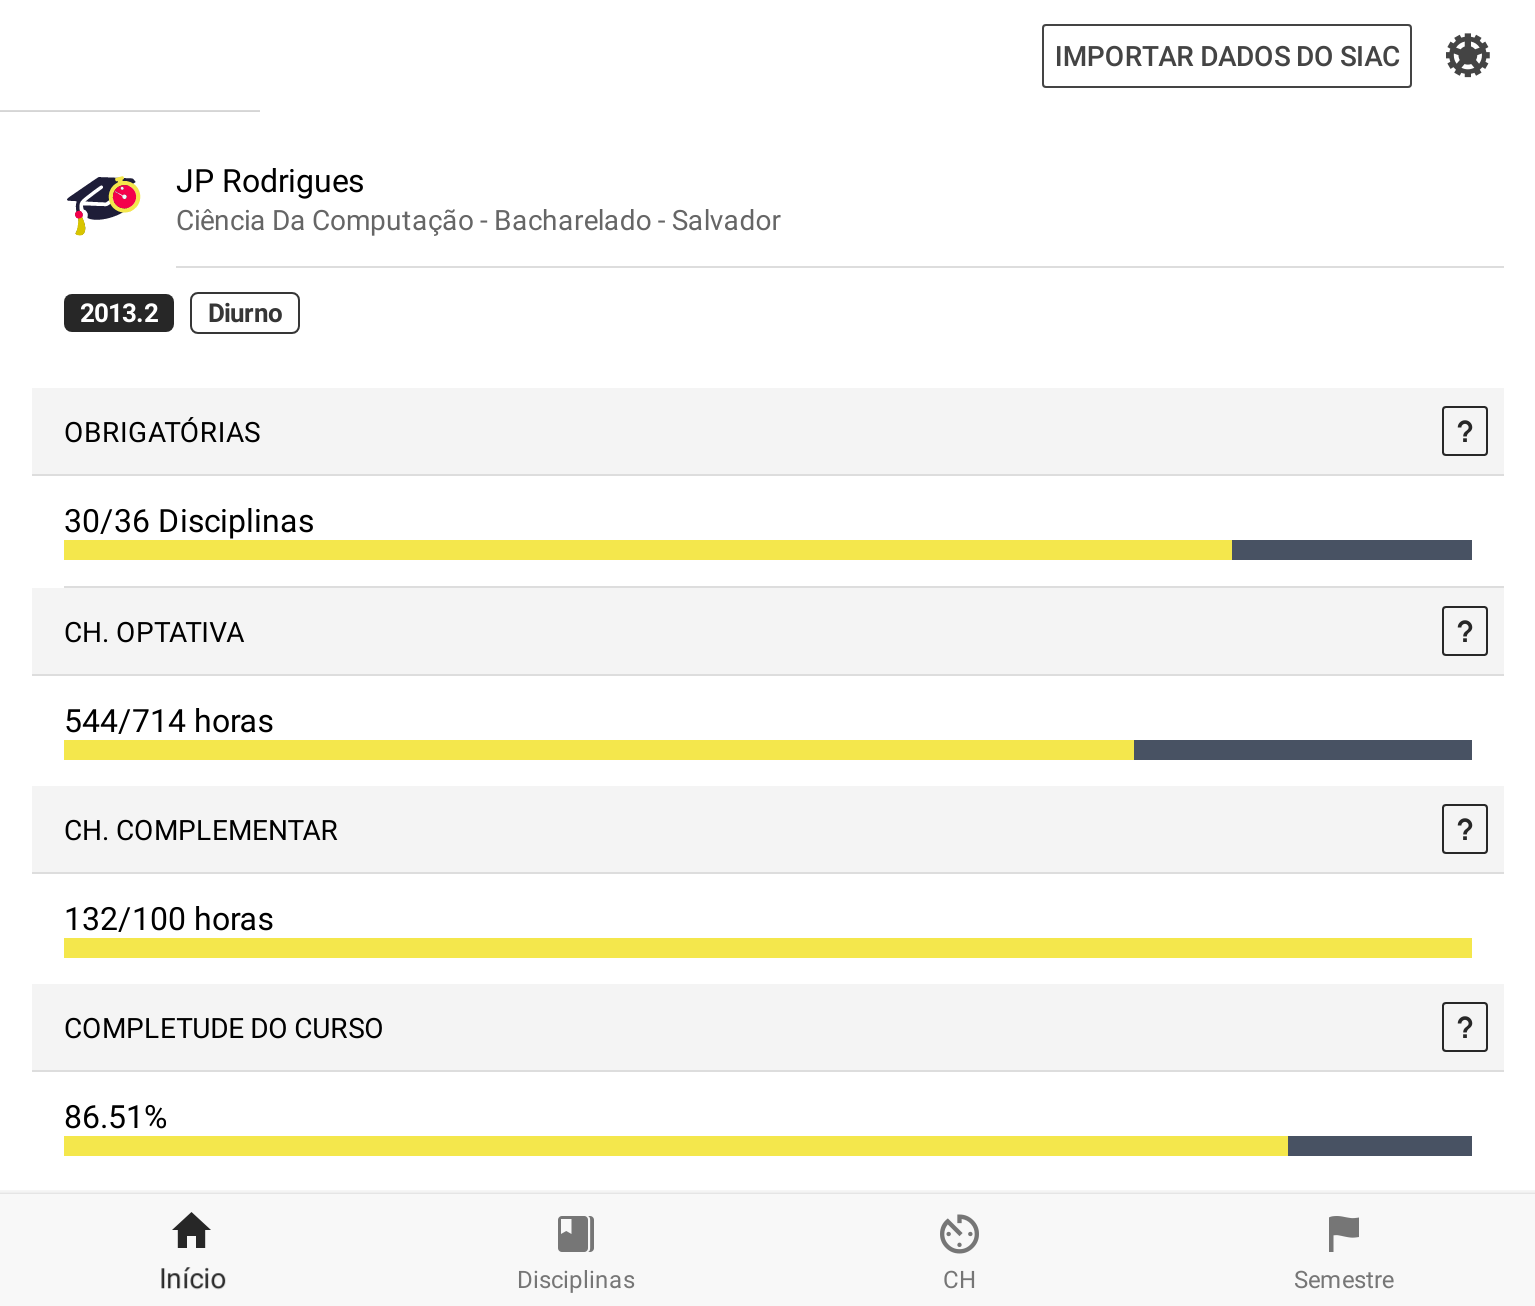 IMPORTAR DADOS DO SIAC
JP Rodrigues
Ciência Da Computação - Bacharelado - Salvador
2013.2 Diurno
OBRIGATÓRIAS ?
30/36 Disciplinas
CH. OPTATIVA ?
544/714 horas
CH. COMPLEMENTAR ?
132/100 horas
COMPLETUDE DO CURSO ?
86.51%
Início Disciplinas CH Semestre